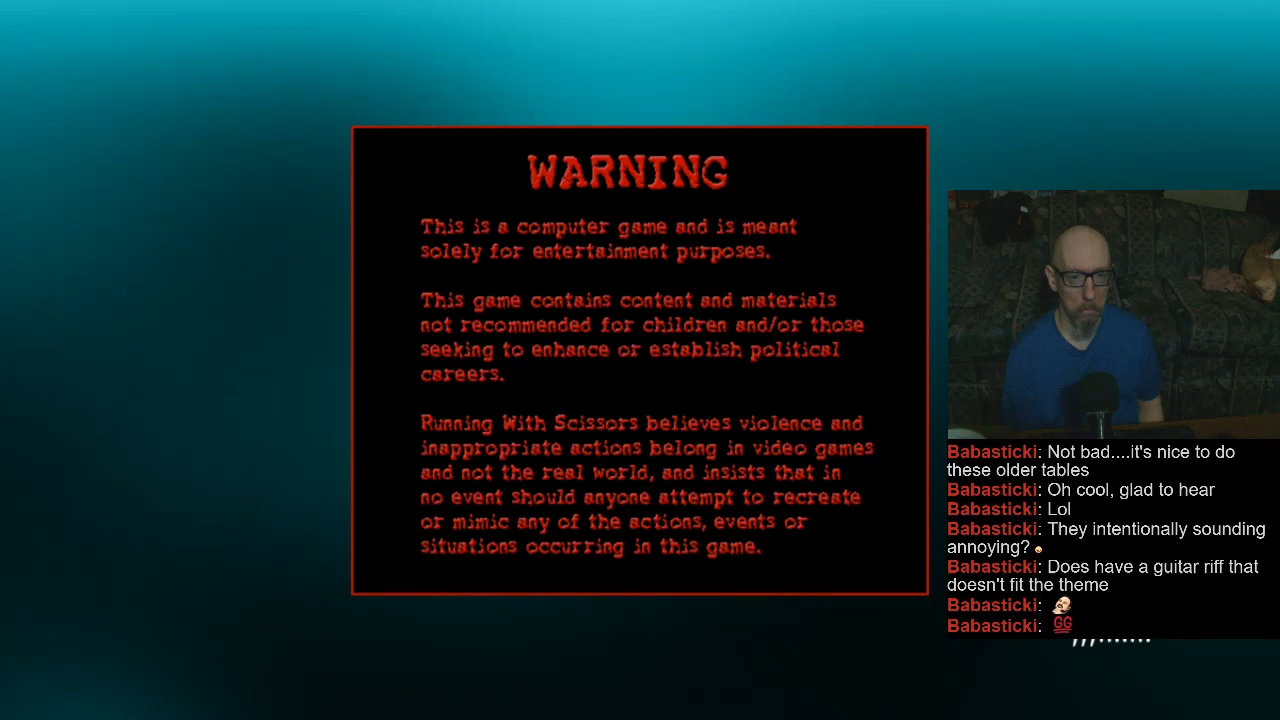 WARNING
This is a computer game and is meant
solely for entertainment purposes.
This game contains content and materials
not recommended for children and/or those
seeking to enhance or establish political
careers.
Running With Scissors believes violence and
inappropriate actions belong in video games
and not the real world, and insists that in
no event should anyone attempt to recreate
or mimic any of the actions, events or
situations occurring in this game.
Babasticki: Not bad....it's nice to do
these older tables
Babasticki: Oh cool, glad to hear
Babasticki: Lol
Babasticki: They intentionally sounding
annoying?
Babasticki: Does have a guitar riff that
doesn't fit the theme
Babasticki:
Babasticki: GG